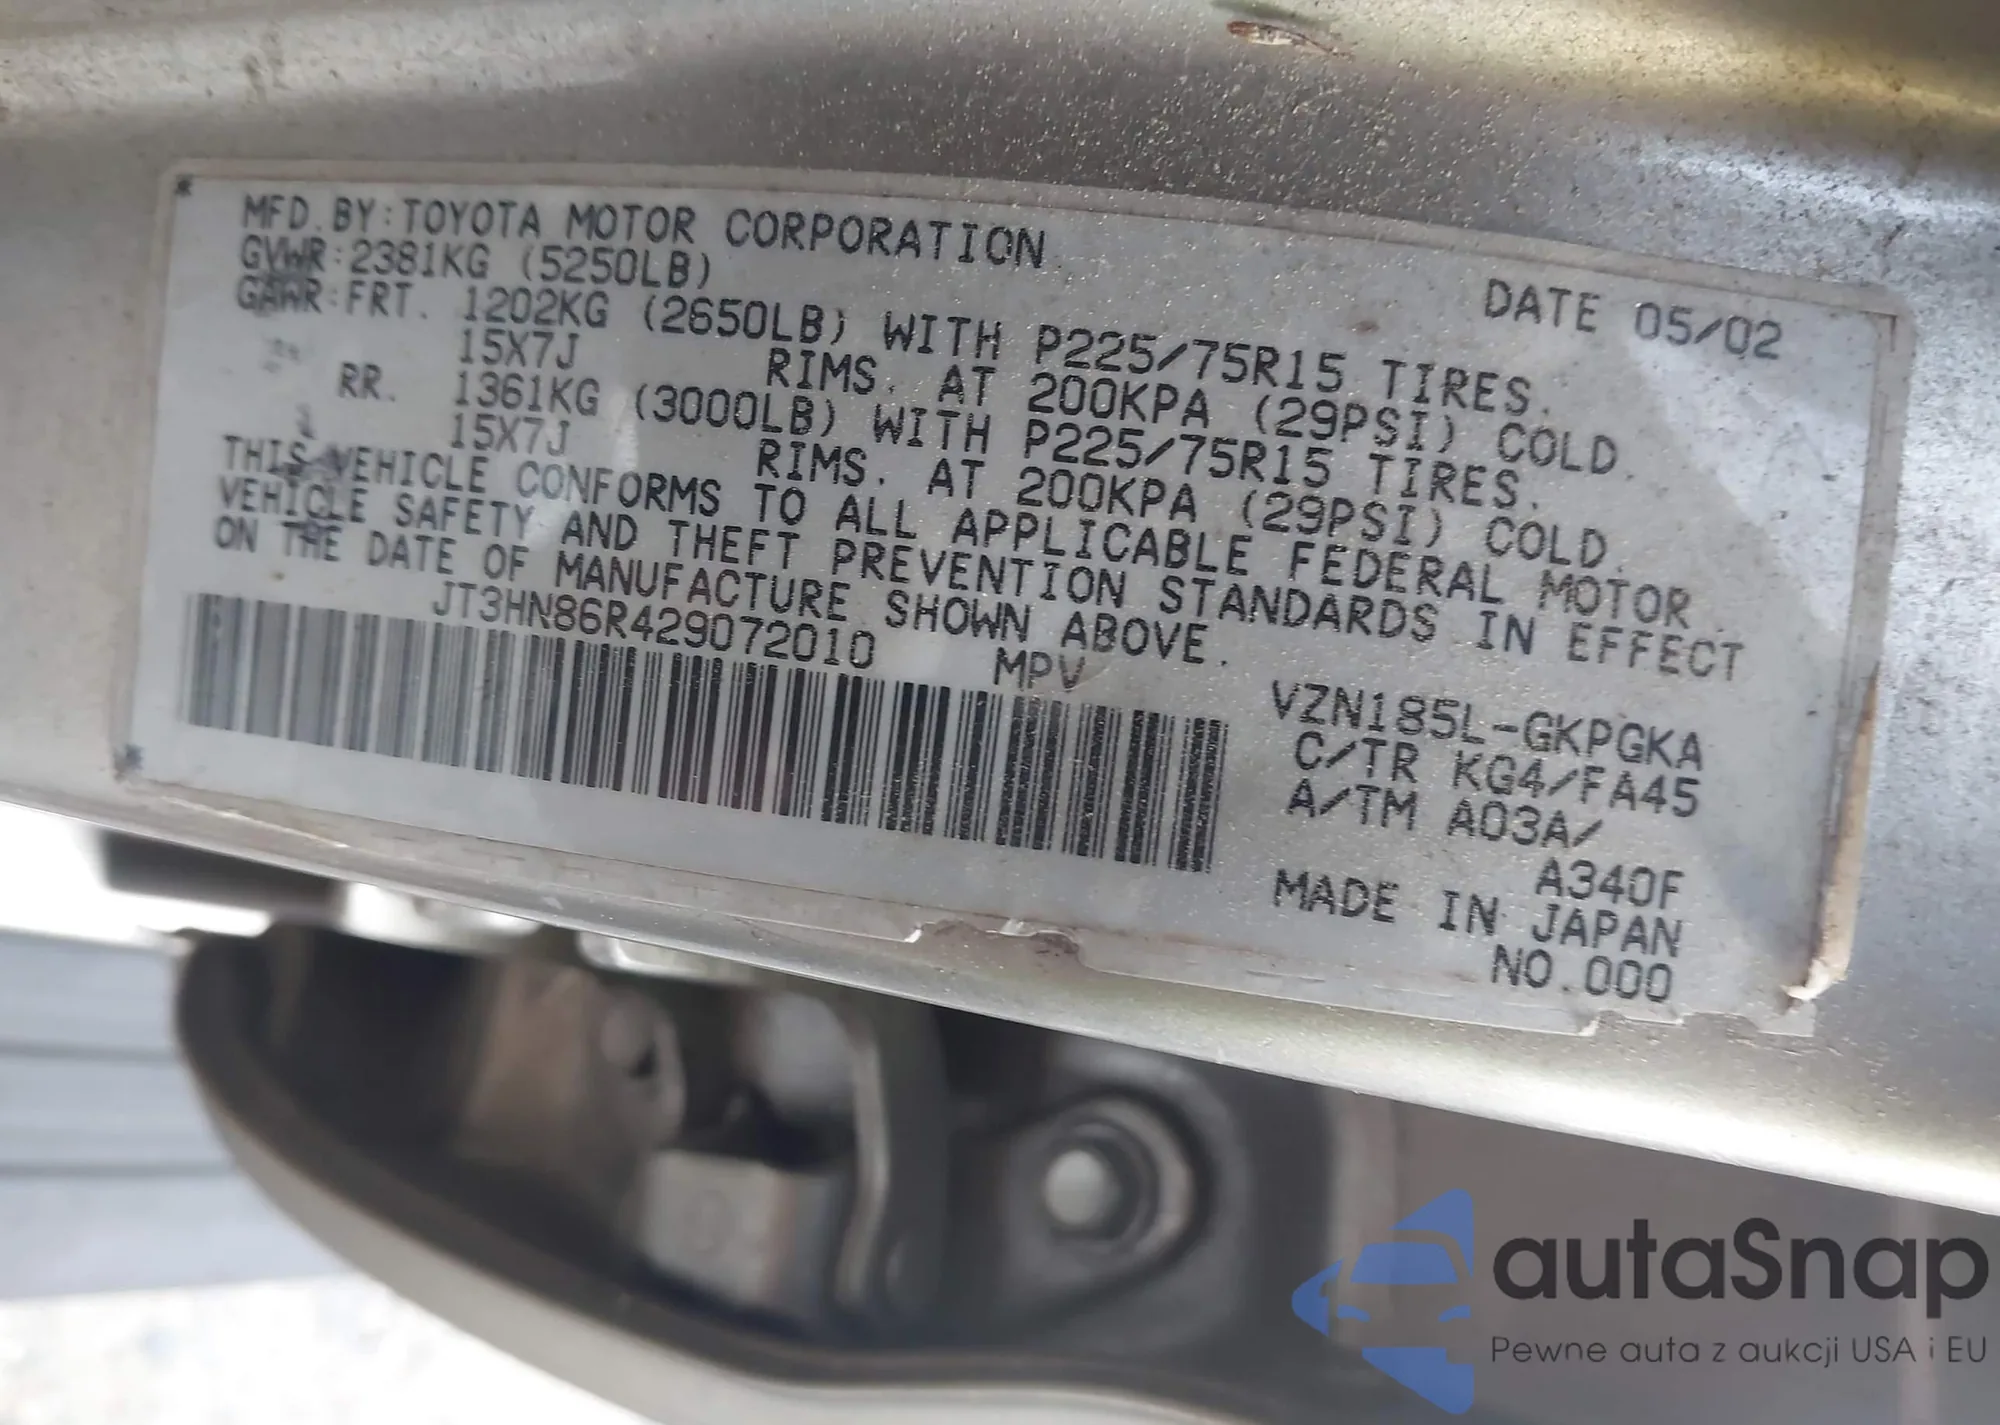 MFD. BY: TOYOTA MOTOR CORPORATION DATE 05/02
GVWR: 2381KG (5250LB)
GAWR: FRT. 1202KG (2650LB) WITH P225/75R15 TIRES.
15X7J RIMS. AT 200KPA (29PSI) COLD.
RR. 1361KG (3000LB) WITH P225/75R15 TIRES.
15X7J RIMS. AT 200KPA (29PSI) COLD.
THIS VEHICLE CONFORMS TO ALL APPLICABLE FEDERAL MOTOR
VEHICLE SAFETY AND THEFT PREVENTION STANDARDS IN EFFECT
ON THE DATE OF MANUFACTURE SHOWN ABOVE.
JT3HN86R429072010 MPV
VZN185L-GKPGKA
C/TR KG4/FA45
A/TM A03A/
A340F
MADE IN JAPAN
NO.000
autaSnap
Pewne auta z aukcji USA i EU